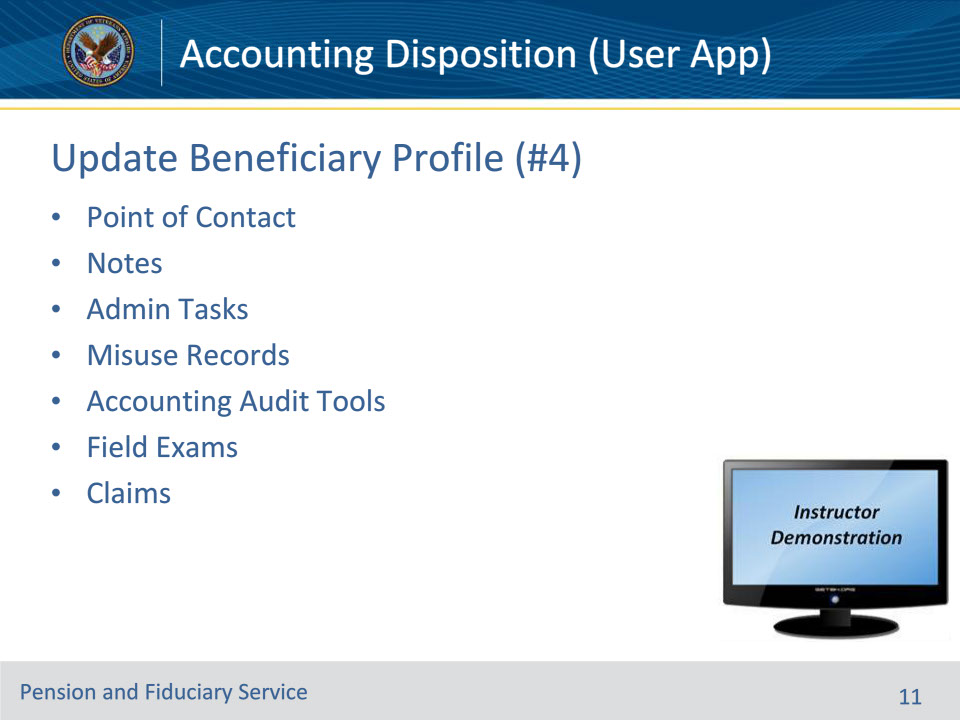 Accounting Disposition (User App)
Update Beneficiary Profile (#4)
• Point of Contact
• Notes
• Admin Tasks
• Misuse Records
• Accounting Audit Tools
• Field Exams
• Claims
Instructor
Demonstration
Pension and Fiduciary Service
11